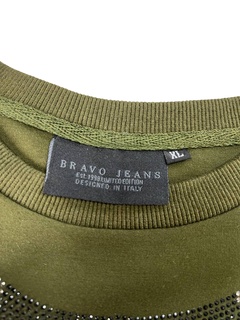 BRAVO JEANS
Est.1998 LIMITED EDITION
DESIGNED IN ITALY
XL